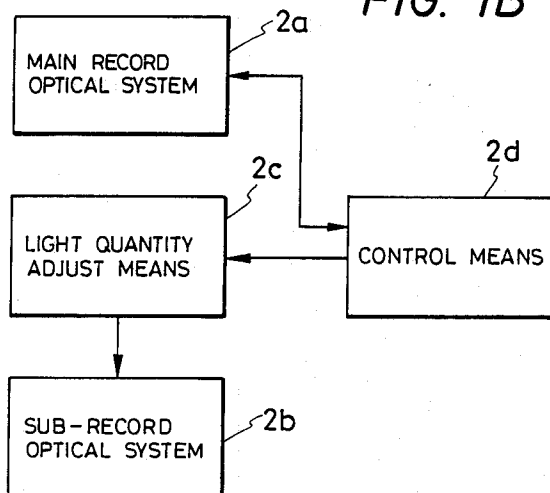 FIG. 1B
2a
MAIN RECORD
OPTICAL SYSTEM
2c
2d
LIGHT QUANTITY
ADJUST MEANS
CONTROL MEANS
2b
SUB-RECORD
OPTICAL SYSTEM